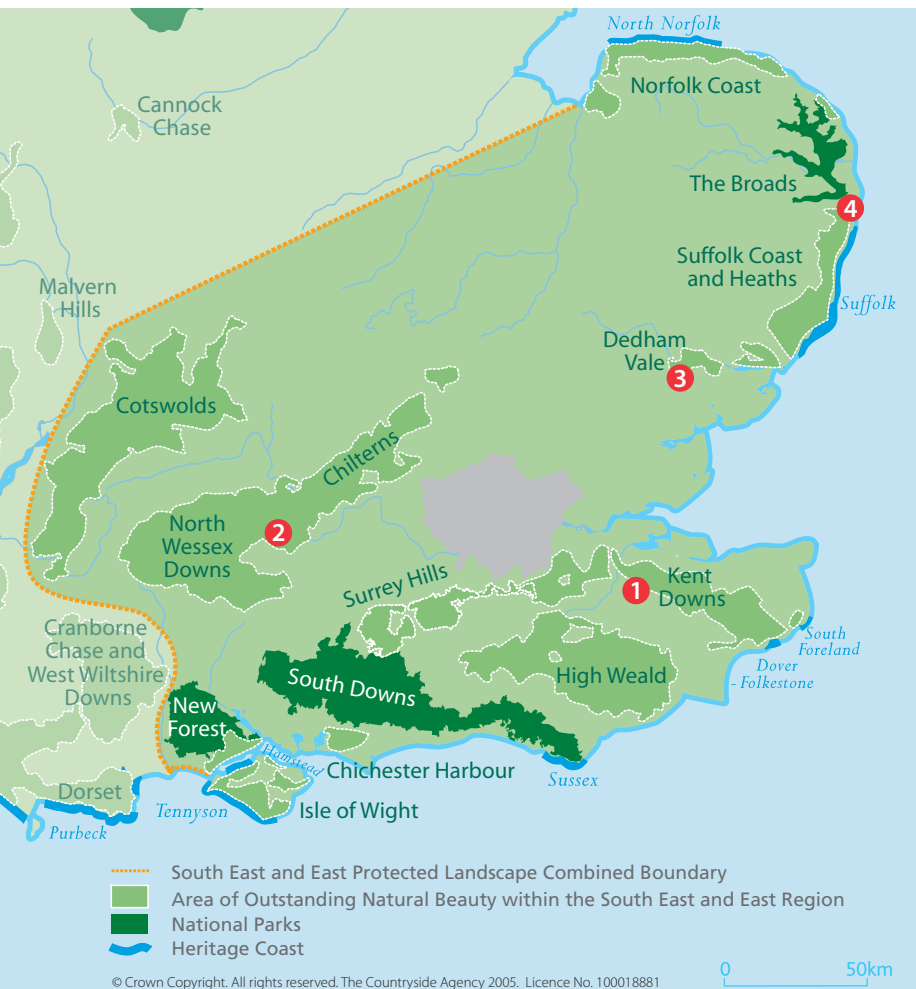 North Norfolk
Norfolk Coast
Cannock
Chase
The Broads
4
Suffolk Coast
and Heaths
Malvern
Hills
Suffolk
Dedham
Vale
3
Cotswolds
Chilterns
North
Wessex
Downs
2
Surrey Hills
1
Kent
Downs
South
Foreland
Dover
- Folkestone
Cranborne
Chase and
West Wiltshire
Downs
High Weald
South Downs
New
Forest
Hamstead
Chichester Harbour
Sussex
Dorset
Tennyson
Isle of Wight
Purbeck
South East and East Protected Landscape Combined Boundary
Area of Outstanding Natural Beauty within the South East and East Region
National Parks
Heritage Coast
© Crown Copyright. All rights reserved. The Countryside Agency 2005. Licence No. 100018881
0 50km